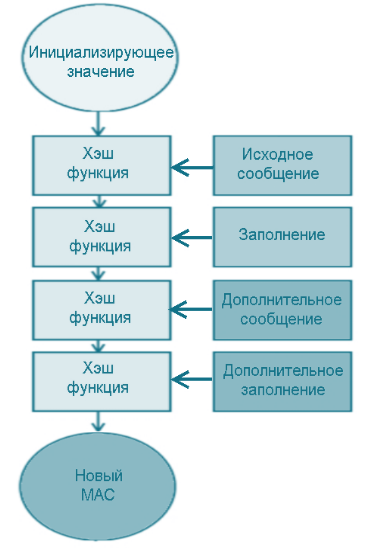 Инициализирующее
значение
Хэш
функция
Исходное
сообщение
Хэш
функция
Заполнение
Хэш
функция
Дополнительное
сообщение
Хэш
функция
Дополнительное
заполнение
Новый
MAC